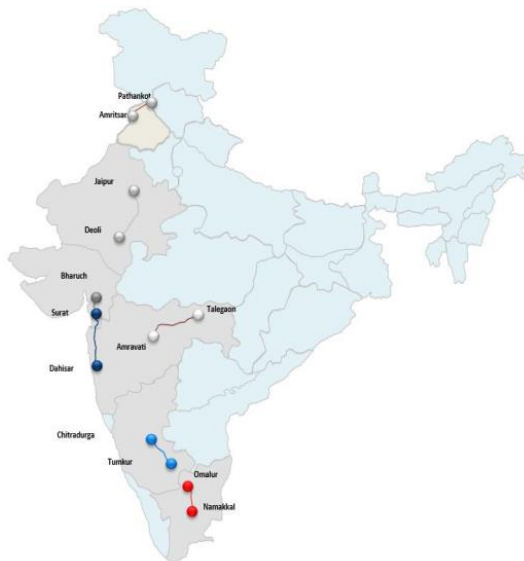 Pathankot
Amritsar
Jaipur
Deoli
Bharuch
Surat
Talegaon
Amravati
Dahisar
Chitradurga
Tumkur
Omalur
Namakkal